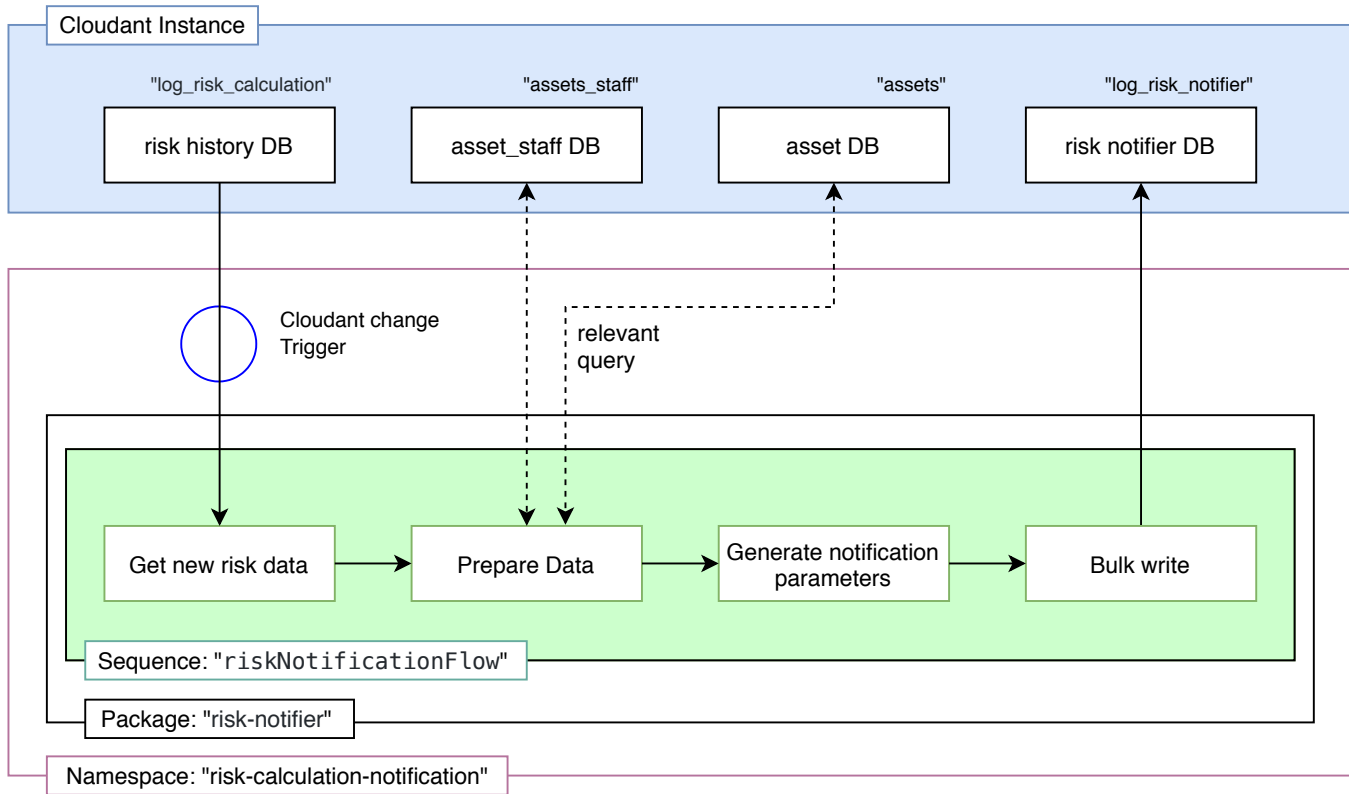 Cloudant Instance
"log_risk_calculation"
"assets_staff"
"assets"
"log_risk_notifier"
risk history DB
asset_staff DB
asset DB
risk notifier DB
Cloudant change
Trigger
relevant
query
Get new risk data
Prepare Data
Generate notification
parameters
Bulk write
Sequence: "riskNotificationFlow"
Package: "risk-notifier"
Namespace: "risk-calculation-notification"